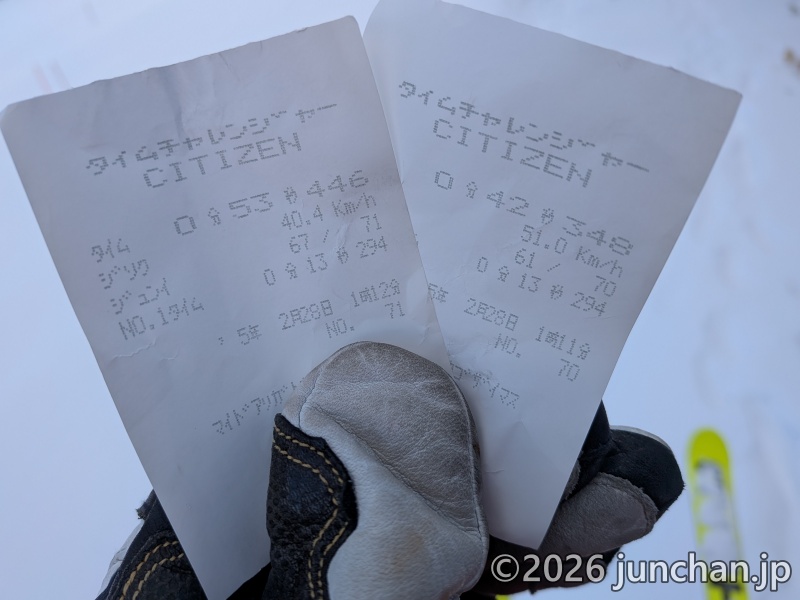 タイムチャレンジャー
CITIZEN
タイム 0分53秒446
ジソク 40.4 Km/h
ジュンイ 67 / 71
NO.1タイム 0分13秒294
, 5年 2月28日 1時12分
NO. 71
マイドアリガト
タイムチャレンジャー
CITIZEN
0分42秒348
51.0 Km/h
61 / 70
0分13秒294
5年 2月28日 1時11分
NO. 70
ゴザイマス
©2026 junchan.jp